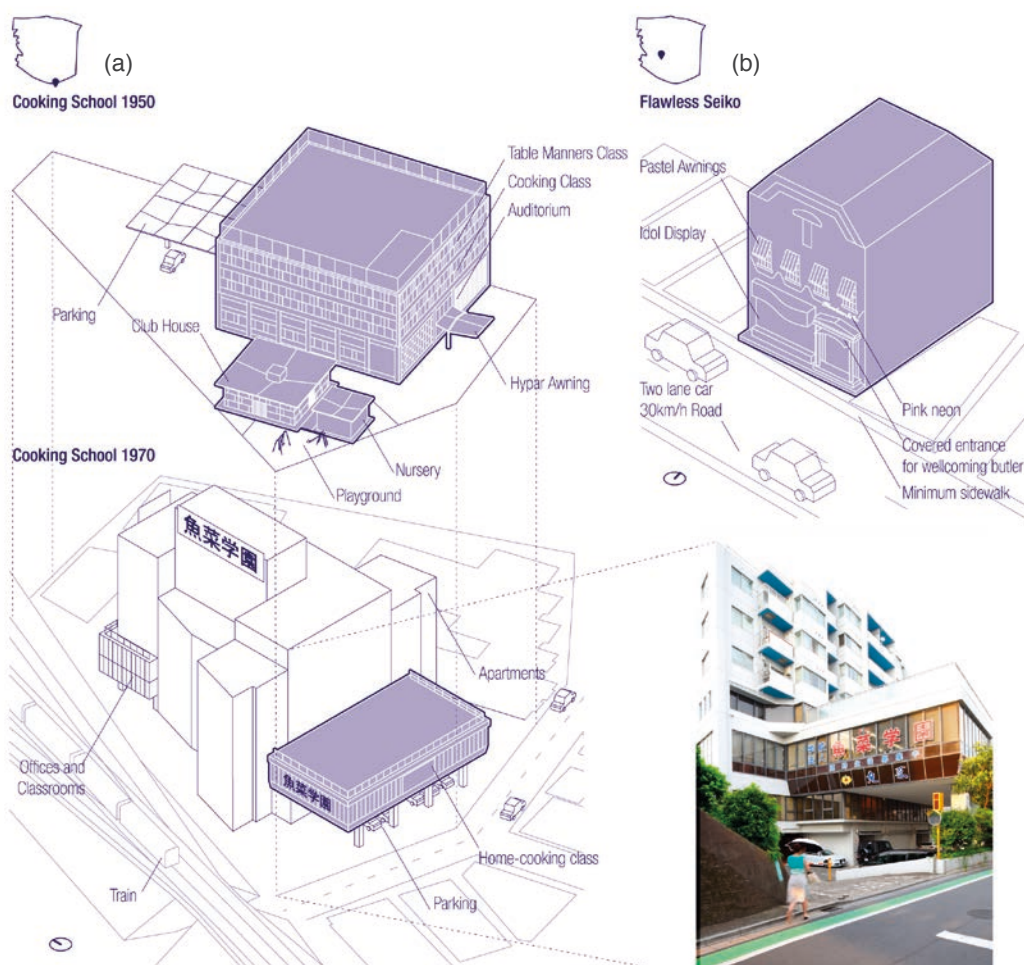 (a)
Cooking School 1950
Table Manners Class
Cooking Class
Auditorium
Parking
Club House
Hypar Awning
Nursery
Playground
Cooking School 1970
魚菜学園
Apartments
Offices and
Classrooms
魚菜学園
Home-cooking class
Train
Parking
(b)
Flawless Seiko
Pastel Awnings
Idol Display
Two lane car
30km/h Road
Pink neon
Covered entrance
for wellcoming butler
Minimum sidewalk
魚菜学園